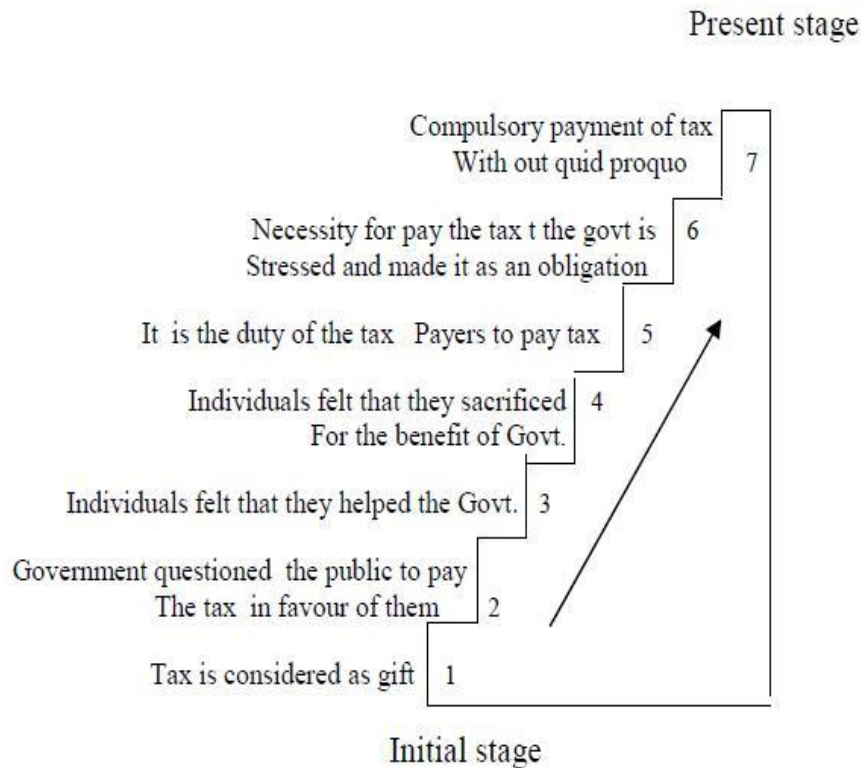 Present stage
Compulsory payment of tax
With out quid proquo 7
Necessity for pay the tax t the govt is 6
Stressed and made it as an obligation
It is the duty of the tax Payers to pay tax 5
Individuals felt that they sacrificed 4
For the benefit of Govt.
Individuals felt that they helped the Govt. 3
Government questioned the public to pay
The tax in favour of them 2
Tax is considered as gift 1
Initial stage